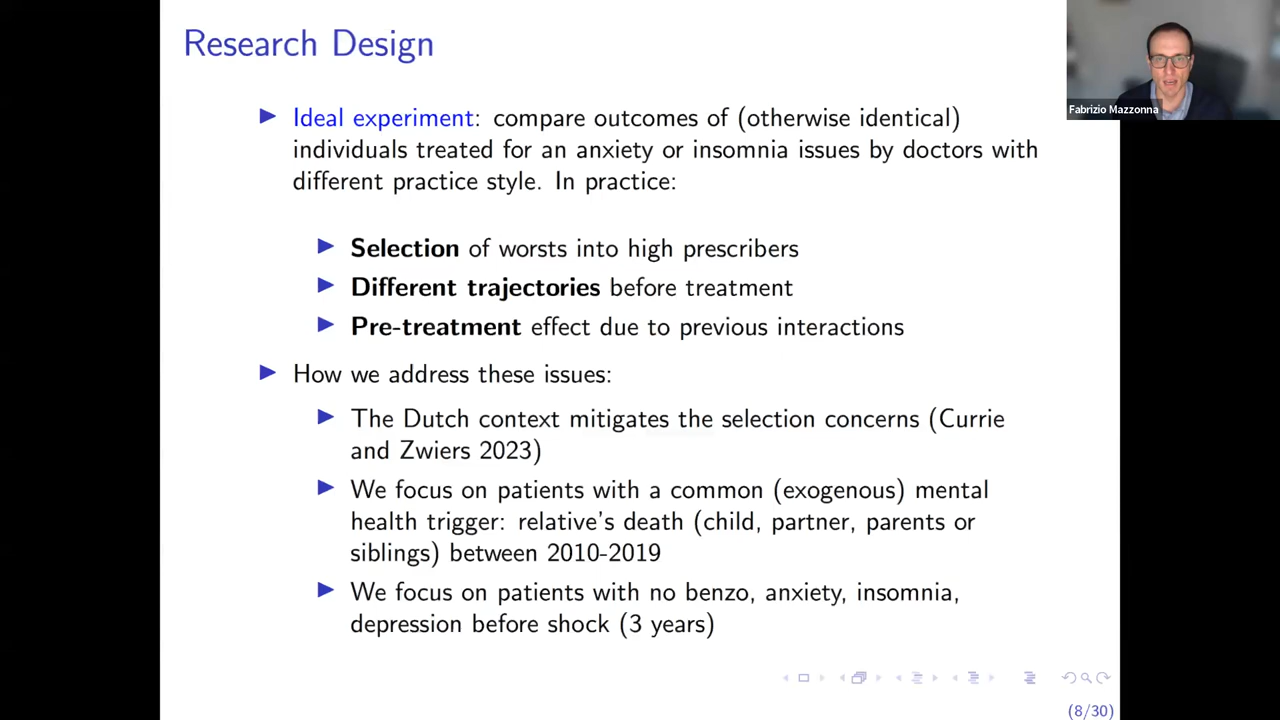 Research Design
Fabrizio Mazzonna
Ideal experiment: compare outcomes of (otherwise identical)
individuals treated for an anxiety or insomnia issues by doctors with
different practice style. In practice:
Selection of worsts into high prescribers
Different trajectories before treatment
Pre-treatment effect due to previous interactions
How we address these issues:
The Dutch context mitigates the selection concerns (Currie
and Zwiers 2023)
We focus on patients with a common (exogenous) mental
health trigger: relative's death (child, partner, parents or
siblings) between 2010-2019
We focus on patients with no benzo, anxiety, insomnia,
depression before shock (3 years)
(8/30)